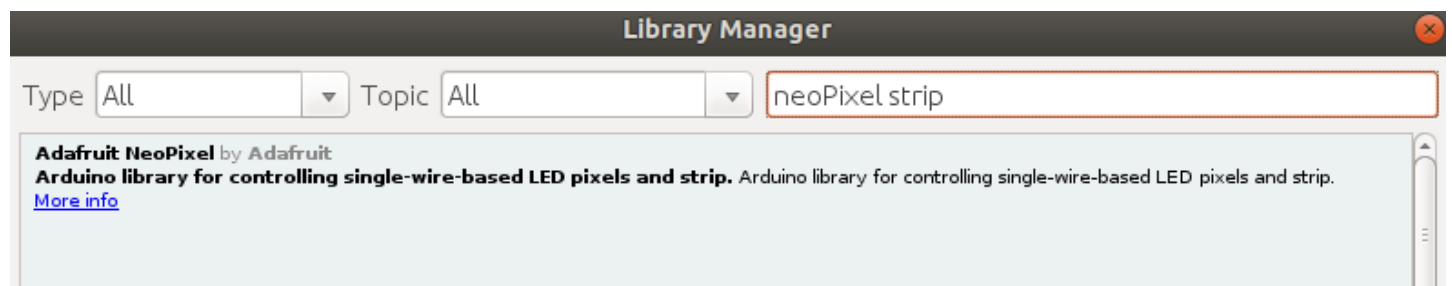 Library Manager
Type All Topic All neoPixel strip
Adafruit NeoPixel by Adafruit
Arduino library for controlling single-wire-based LED pixels and strip. Arduino library for controlling single-wire-based LED pixels and strip.
More info